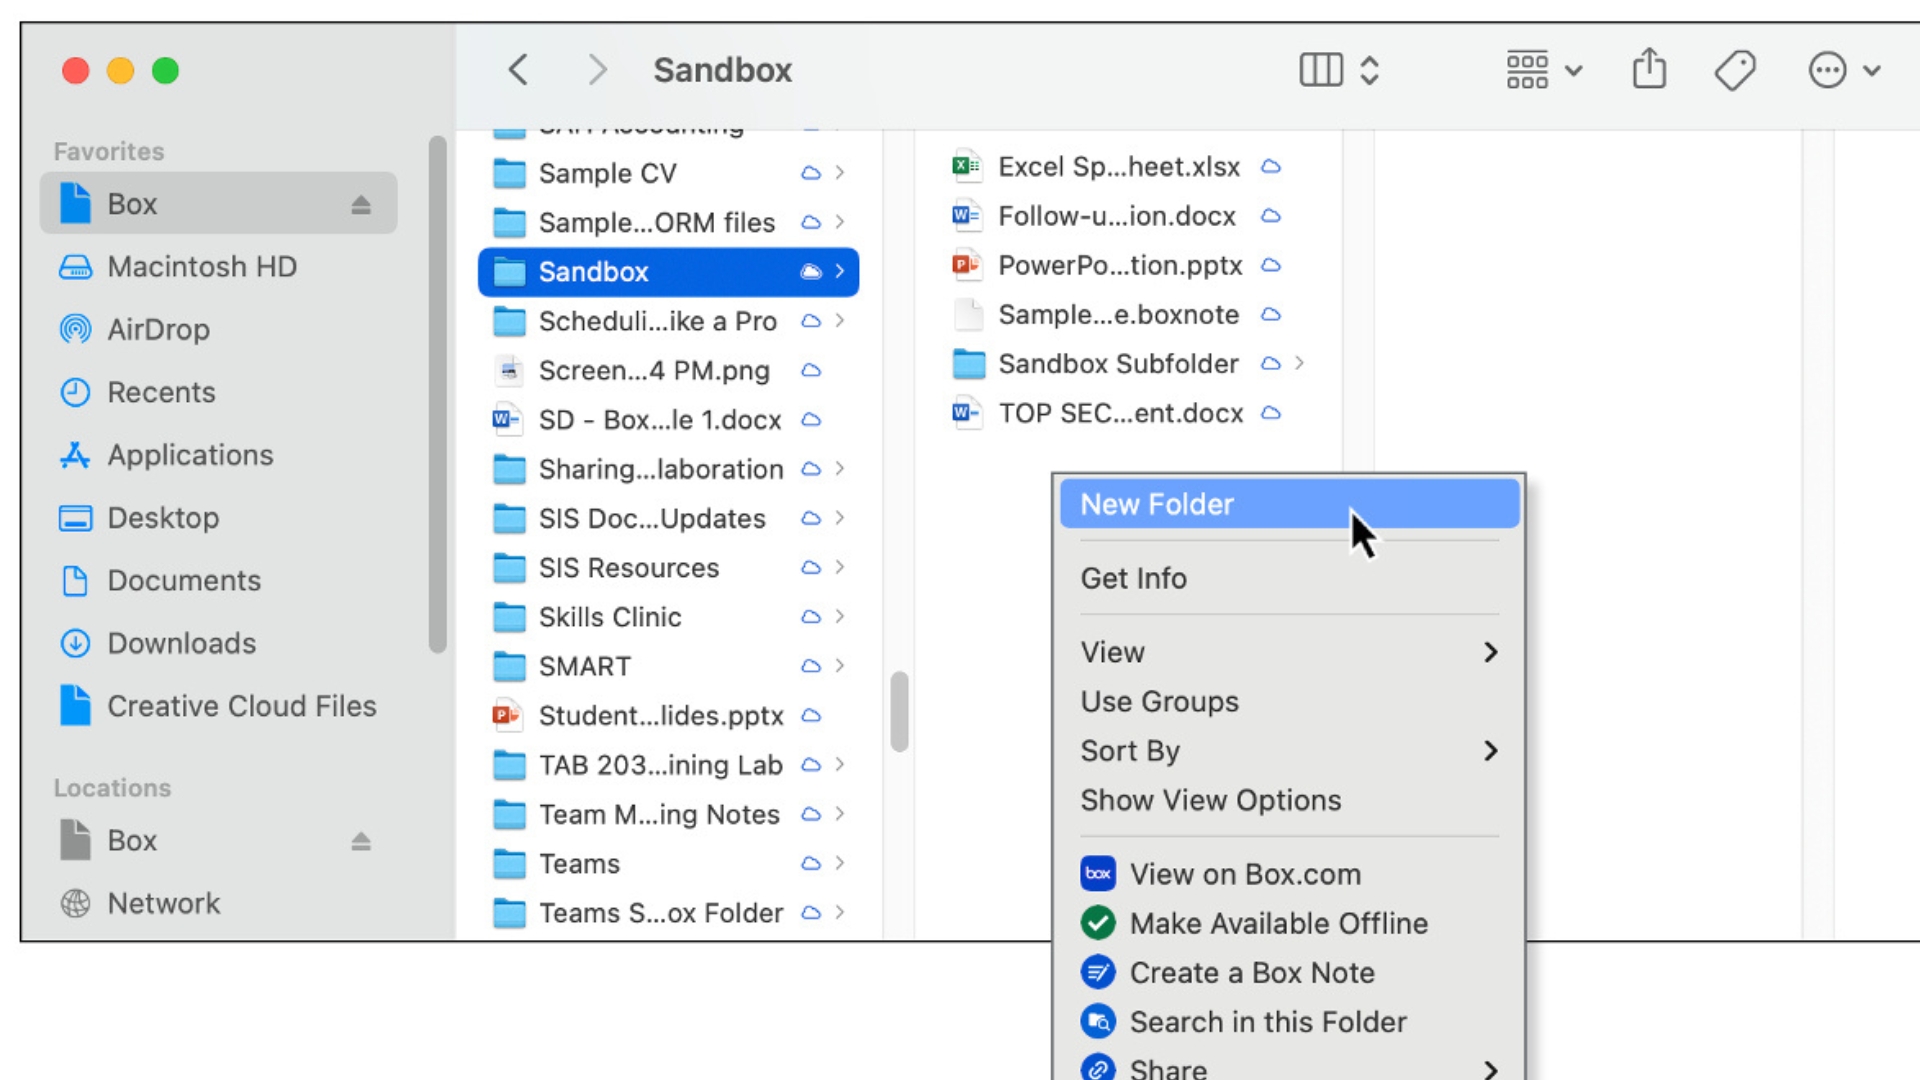 Sandbox
Favorites
Box
Macintosh HD
AirDrop
Recents
Applications
Desktop
Documents
Downloads
Creative Cloud Files
Locations
Box
Network
Sample CV
Sample...ORM files
Sandbox
Scheduli...ike a Pro
Screen...4 PM.png
SD - Box...le 1.docx
Sharing...laboration
SIS Doc...Updates
SIS Resources
Skills Clinic
SMART
Student...lides.pptx
TAB 203...ining Lab
Team M...ing Notes
Teams
Teams S...ox Folder
Excel Sp...heet.xlsx
Follow-u...ion.docx
PowerPo...tion.pptx
Sample...e.boxnote
Sandbox Subfolder
TOP SEC...ent.docx
New Folder
Get Info
View
Use Groups
Sort By
Show View Options
box View on Box.com
Make Available Offline
Create a Box Note
Search in this Folder
Share